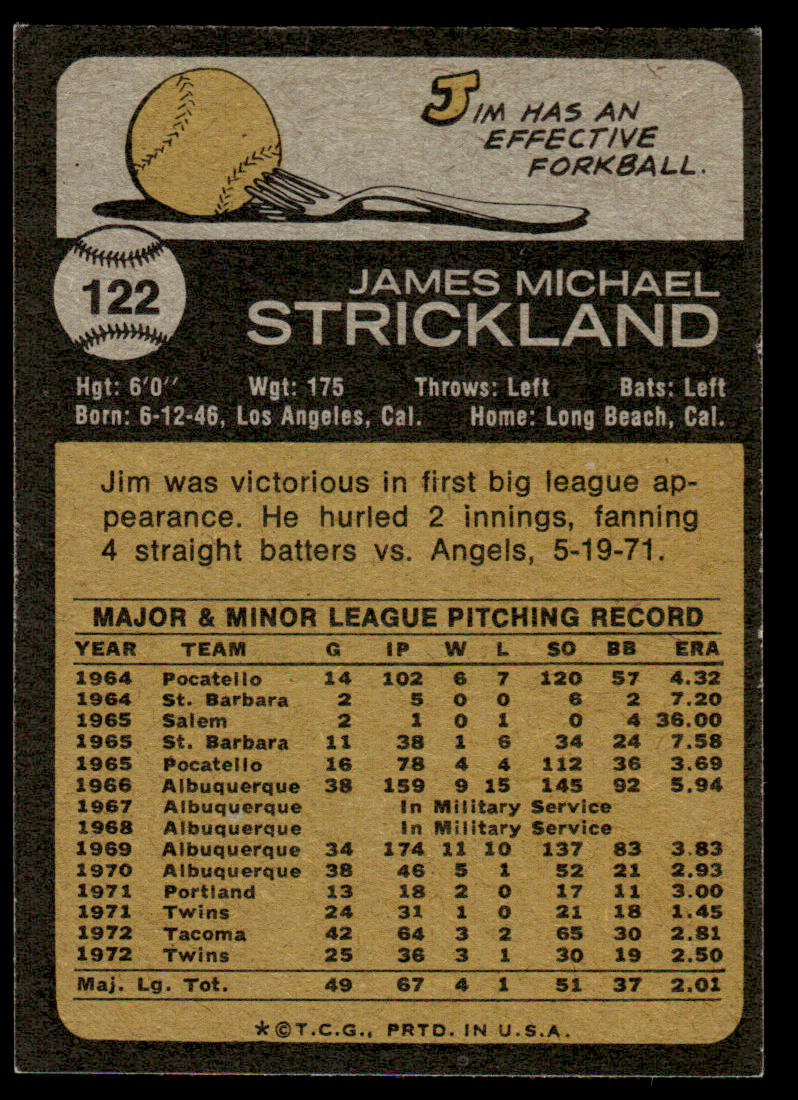 JIM HAS AN
EFFECTIVE
FORKBALL.
122
JAMES MICHAEL
STRICKLAND
Hgt: 6'0" Wgt: 175 Throws: Left Bats: Left
Born: 6-12-46, Los Angeles, Cal. Home: Long Beach, Cal.
Jim was victorious in first big league ap-
pearance. He hurled 2 innings, fanning
4 straight batters vs. Angels, 5-19-71.
MAJOR & MINOR LEAGUE PITCHING RECORD
YEAR TEAM G IP W L SO BB ERA
1964 Pocatello 14 102 6 7 120 57 4.32
1964 St. Barbara 2 5 0 0 6 2 7.20
1965 Salem 2 1 0 1 0 4 36.00
1965 St. Barbara 11 38 1 6 34 24 7.58
1965 Pocatello 16 78 4 4 112 36 3.69
1966 Albuquerque 38 159 9 15 145 92 5.94
1967 Albuquerque In Military Service
1968 Albuquerque In Military Service
1969 Albuquerque 34 174 11 10 137 83 3.83
1970 Albuquerque 38 46 5 1 52 21 2.93
1971 Portland 13 18 2 0 17 11 3.00
1971 Twins 24 31 1 0 21 18 1.45
1972 Tacoma 42 64 3 2 65 30 2.81
1972 Twins 25 36 3 1 30 19 2.50
Maj. Lg. Tot. 49 67 4 1 51 37 2.01
*©T.C.G., PRTD. IN U.S.A.